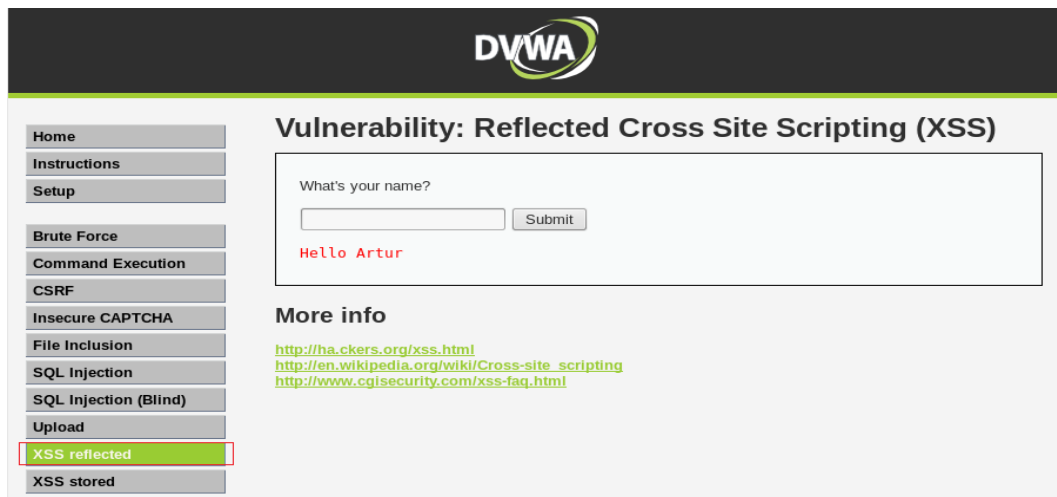 DVWA
Home
Instructions
Setup
Brute Force
Command Execution
CSRF
Insecure CAPTCHA
File Inclusion
SQL Injection
SQL Injection (Blind)
Upload
XSS reflected
XSS stored
Vulnerability: Reflected Cross Site Scripting (XSS)
What's your name?
Submit
Hello Artur
More info
http://ha.ckers.org/xss.html
http://en.wikipedia.org/wiki/Cross-site_scripting
http://www.cgisecurity.com/xss-faq.html